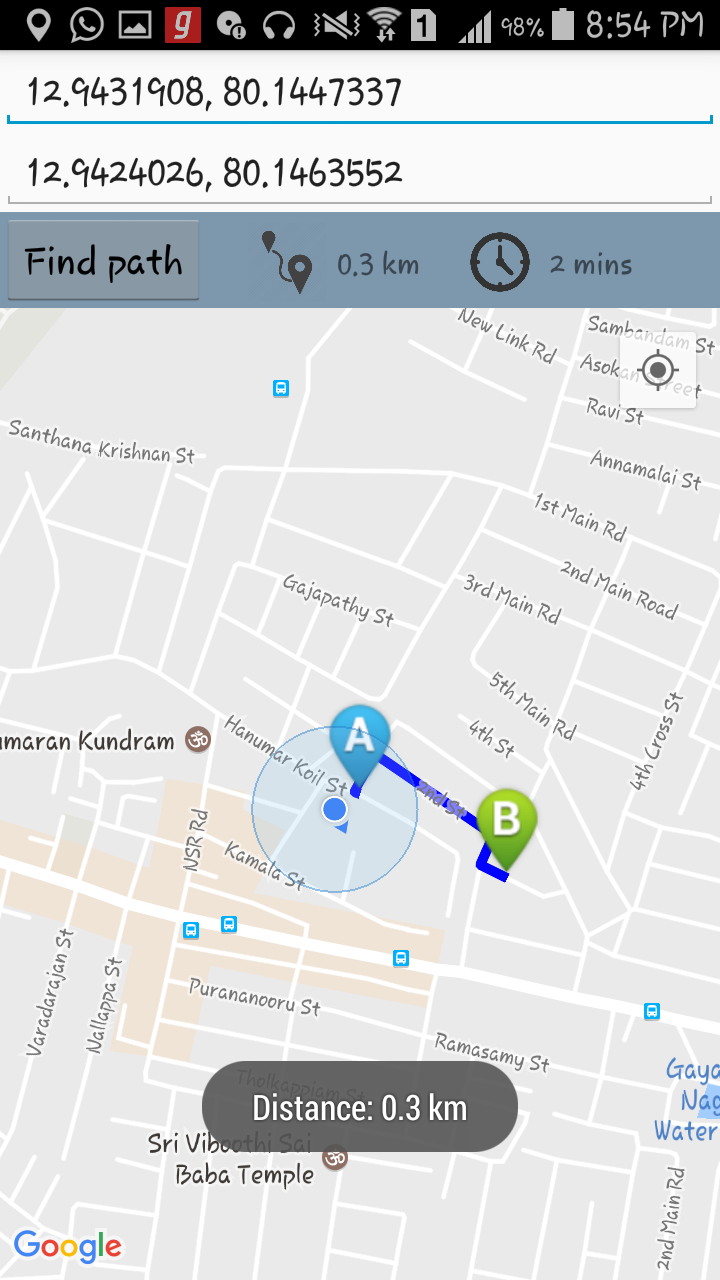 g 1 98% 8:54 PM
12.9431908, 80.1447337
12.9424026, 80.1463552
Find path 0.3 km 2 mins
New Link Rd
Sambandam St
Asokan Street
Ravi St
Santhana Krishnan St
Annamalai St
1st Main Rd
2nd Main Road
Gajapathy St
3rd Main Rd
5th Main Rd
4th Cross St
umaran Kundram
Hanumar Koil St
A
4th St
2nd St
B
NSR Rd
Kamala St
Varadarajan St
Nallappa St
Purananooru St
Ramasamy St
Gaya
Nag
Water
Tholkappiam St
Distance: 0.3 km
Sri Viboothi Sai
Baba Temple
2nd Main Rd
Google